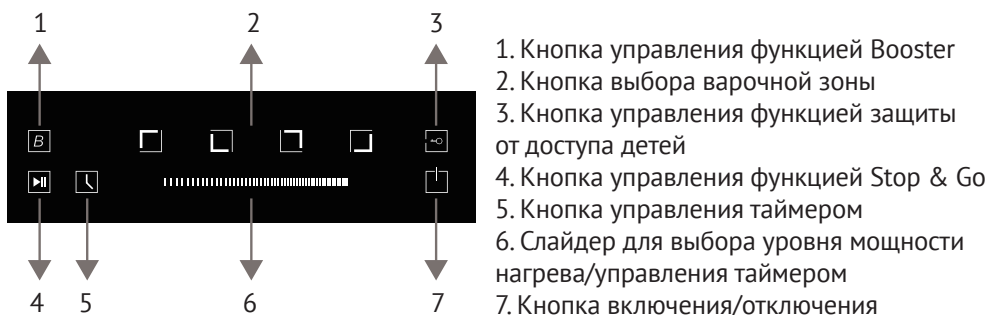 1 2 3
B
4 5 6 7
1. Кнопка управления функцией Booster
2. Кнопка выбора варочной зоны
3. Кнопка управления функцией защиты
от доступа детей
4. Кнопка управления функцией Stop & Go
5. Кнопка управления таймером
6. Слайдер для выбора уровня мощности
нагрева/управления таймером
7. Кнопка включения/отключения